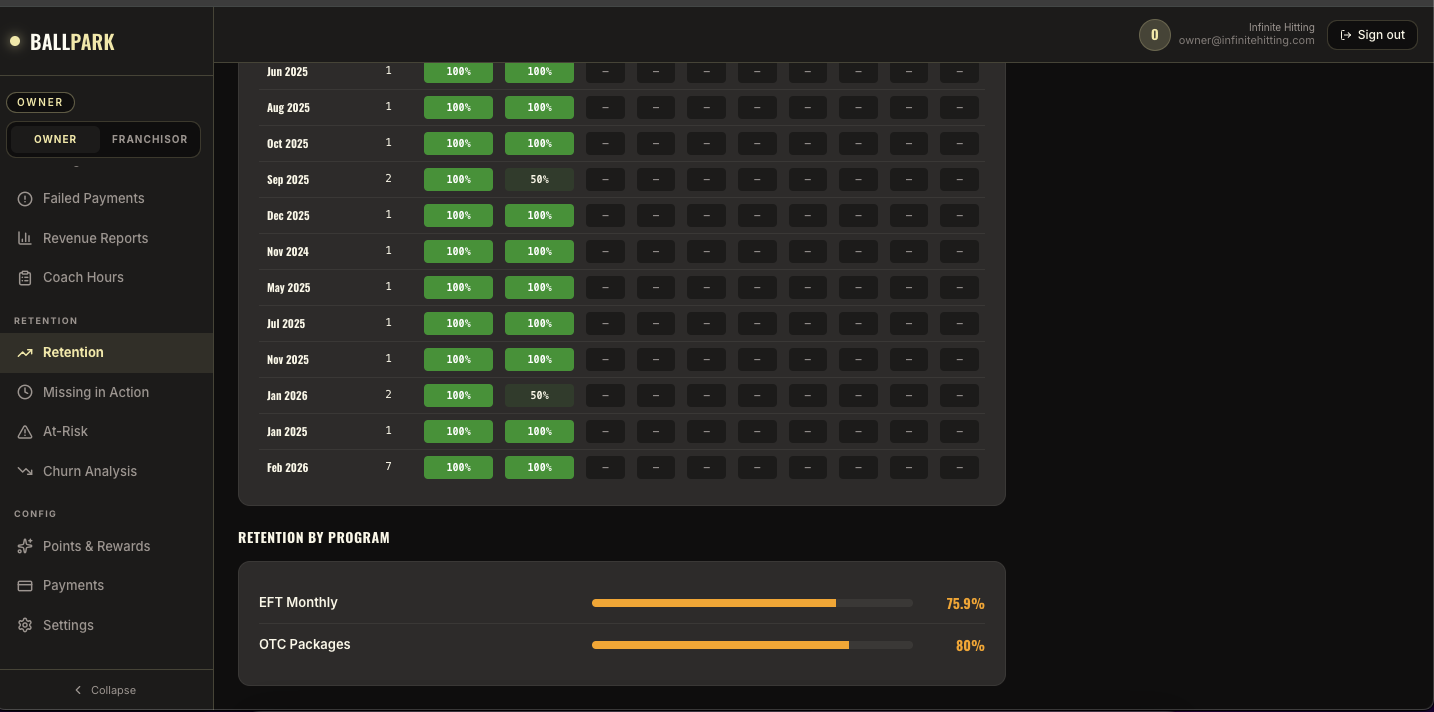 BALLPARK
0
Infinite Hitting
owner@infinitehitting.com
Sign out
OWNER
OWNER FRANCHISOR
Failed Payments
Revenue Reports
Coach Hours
RETENTION
Retention
Missing in Action
At-Risk
Churn Analysis
CONFIG
Points & Rewards
Payments
Settings
Collapse
Jun 2025 1 100% 100% – – – – – – – –
Aug 2025 1 100% 100% – – – – – – – –
Oct 2025 1 100% 100% – – – – – – – –
Sep 2025 2 100% 50% – – – – – – – –
Dec 2025 1 100% 100% – – – – – – – –
Nov 2024 1 100% 100% – – – – – – – –
May 2025 1 100% 100% – – – – – – – –
Jul 2025 1 100% 100% – – – – – – – –
Nov 2025 1 100% 100% – – – – – – – –
Jan 2026 2 100% 50% – – – – – – – –
Jan 2025 1 100% 100% – – – – – – – –
Feb 2026 7 100% 100% – – – – – – – –
RETENTION BY PROGRAM
EFT Monthly 75.9%
OTC Packages 80%